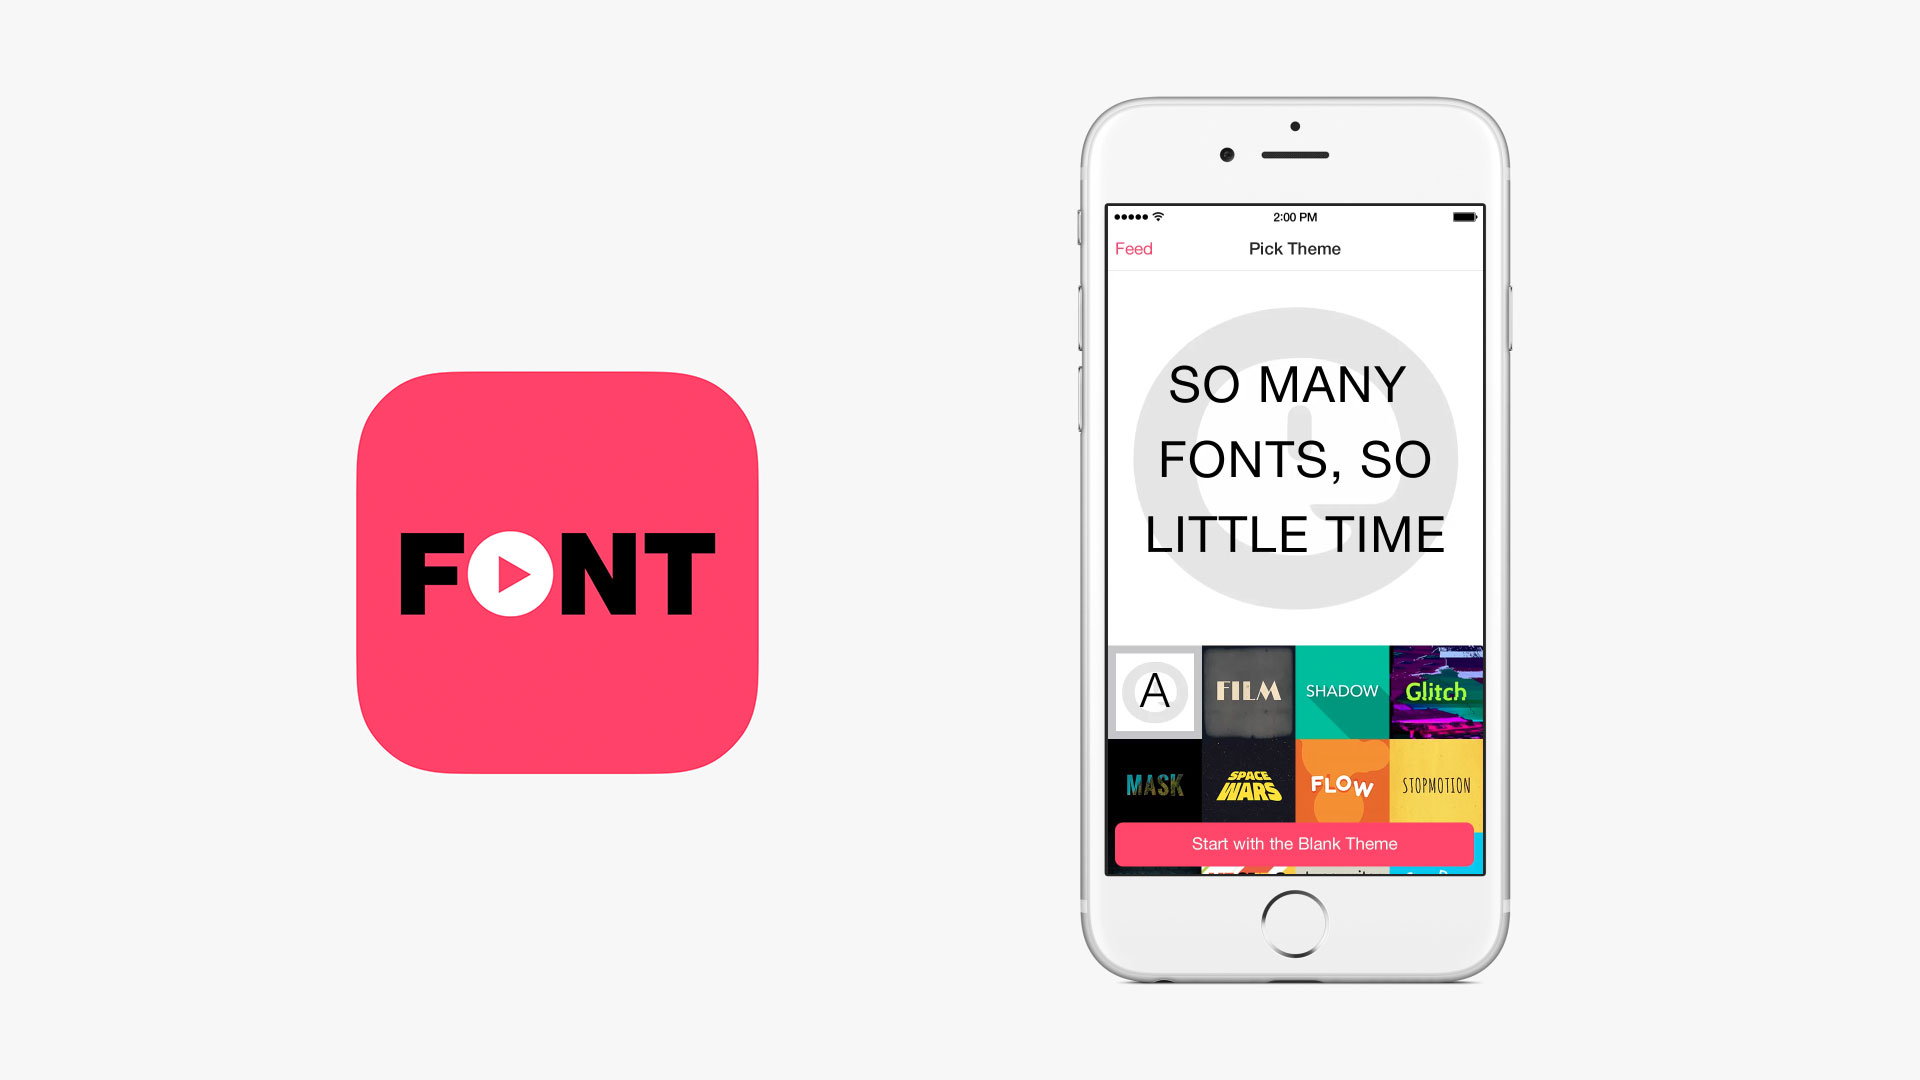 FONT
2:00 PM
Feed
Pick Theme
SO MANY
FONTS, SO
LITTLE TIME
A
FILM
SHADOW
Glitch
MASK
SPACE
WARS
FLOW
STOPMOTION
Start with the Blank Theme